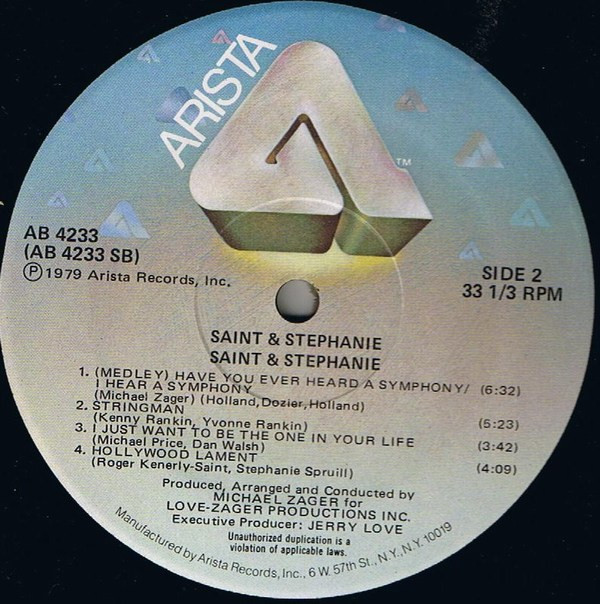 ARISTA
TM
AB 4233
(AB 4233 SB)
Ⓟ 1979 Arista Records, Inc.
SIDE 2
33 1/3 RPM
SAINT & STEPHANIE
SAINT & STEPHANIE
1. (MEDLEY) HAVE YOU EVER HEARD A SYMPHONY/
I HEAR A SYMPHONY (6:32)
(Michael Zager) (Holland,Dozier,Holland)
2. STRINGMAN
(Kenny Rankin, Yvonne Rankin) (5:23)
3. I JUST WANT TO BE THE ONE IN YOUR LIFE
(Michael Price, Dan Walsh) (3:42)
4. HOLLYWOOD LAMENT
(Roger Kenerly-Saint, Stephanie Spruill) (4:09)
Produced, Arranged and Conducted by
MICHAEL ZAGER for
LOVE-ZAGER PRODUCTIONS INC.
Executive Producer: JERRY LOVE
Unauthorized duplication is a
violation of applicable laws.
Manufactured by Arista Records, Inc., 6 W. 57th St., N.Y., N.Y. 10019